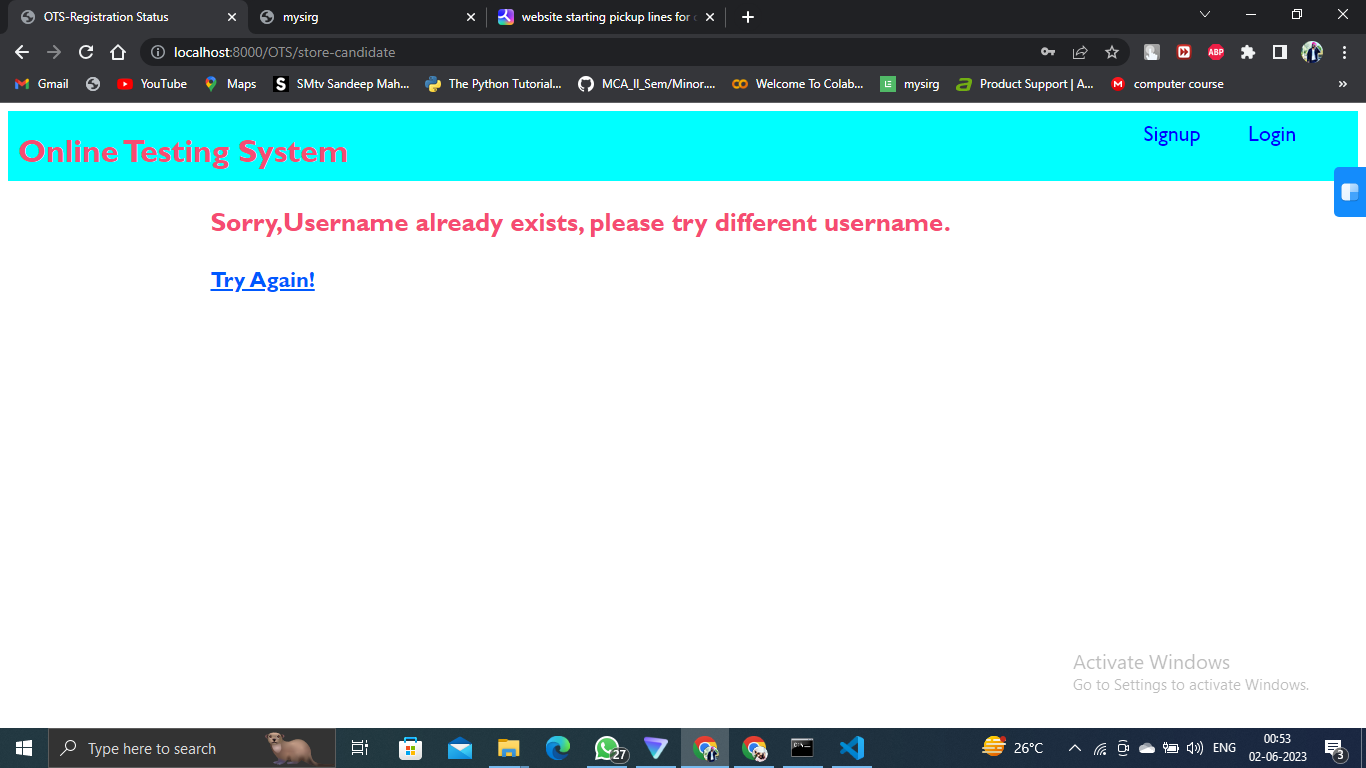 OTS-Registration Status
mysirg
website starting pickup lines for
localhost:8000/OTS/store-candidate
ABP
Gmail
YouTube
Maps
S
SMtv Sandeep Mah...
The Python Tutorial...
MCA_II_Sem/Minor....
Welcome To Colab...
LE
mysirg
Product Support | A...
M
computer course
»
Online Testing System
Signup
Login
Sorry,Username already exists, please try different username.
Try Again!
Activate Windows
Go to Settings to activate Windows.
Type here to search
27
26°C
ENG
00:53
02-06-2023
3